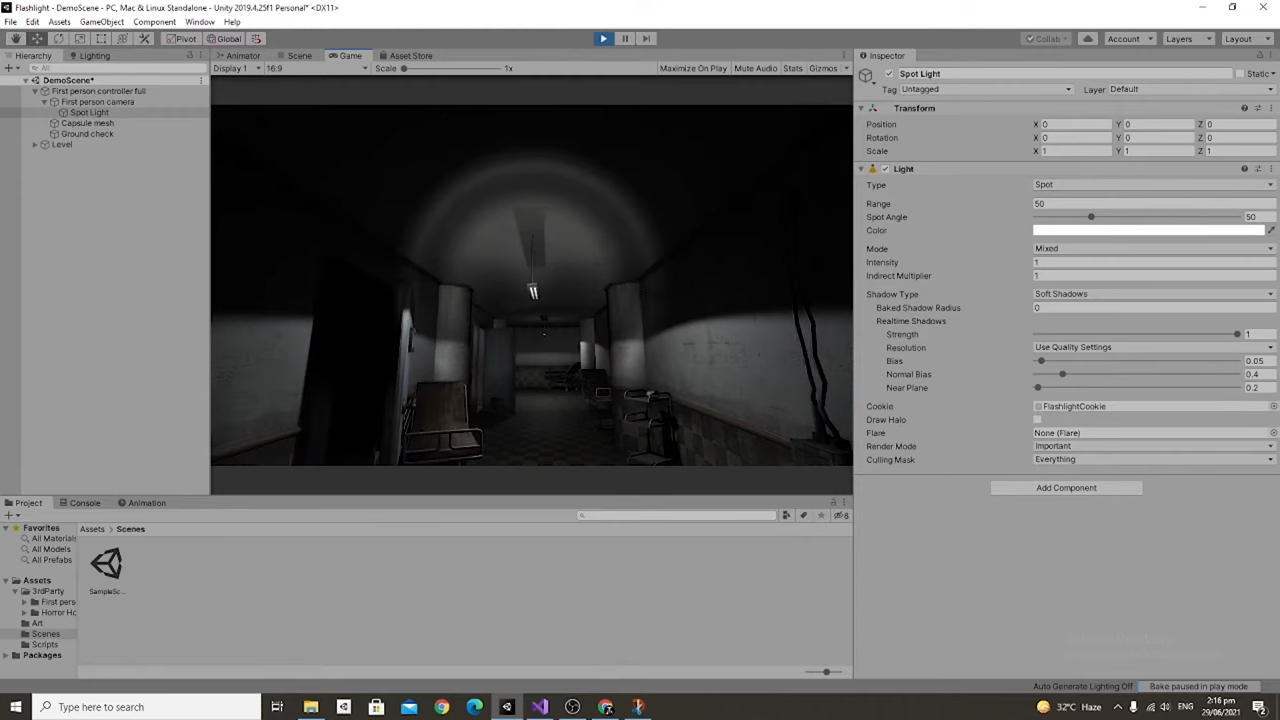 Flashlight - DemoScene - PC, Mac & Linux Standalone - Unity 2019.4.25f1 Personal* <DX11>
File Edit Assets GameObject Component Window Help
Pivot Global Collab Account Layers Layout
Hierarchy Lighting Animator Scene Game Asset Store Inspector
All Display 1 16:9 Scale 1x Maximize On Play Mute Audio Stats Gizmos
Spot Light Static
Tag Untagged Layer Default
DemoScene*
First person controller full
First person camera
Spot Light
Capsule mesh
Ground check
Level
Transform
Position X 0 Y 0 Z 0
Rotation X 0 Y 0 Z 0
Scale X 1 Y 1 Z 1
Light
Type Spot
Range 50
Spot Angle 50
Color
Mode Mixed
Intensity 1
Indirect Multiplier 1
Shadow Type Soft Shadows
Baked Shadow Radius 0
Realtime Shadows
Strength 1
Resolution Use Quality Settings
Bias 0.05
Normal Bias 0.4
Near Plane 0.2
Cookie FlashlightCookie
Draw Halo
Flare None (Flare)
Render Mode Important
Culling Mask Everything
Add Component
Project Console Animation
8
Favorites
All Materials
All Models
All Prefabs
Assets
3rdParty
First pers
Horror Ho
Art
Scenes
Scripts
Packages
Assets Scenes
SampleSc...
Auto Generate Lighting Off Bake paused in play mode
Type here to search
32°C Haze
2:16 PM
29/06/2021